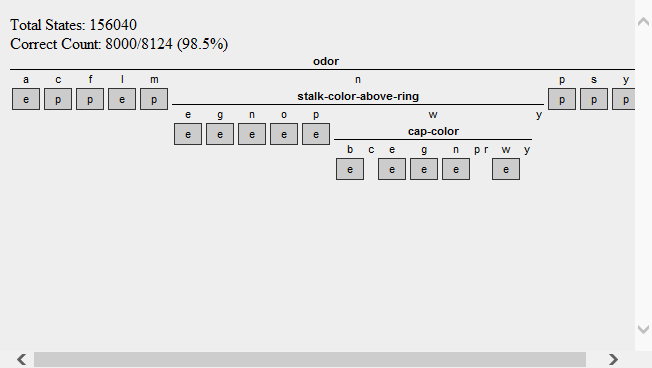 Total States: 156040
Correct Count: 8000/8124 (98.5%)
odor
a c f l m n p s y
e p p e p stalk-color-above-ring p p p
e g n o p w y
e e e e e cap-color
b c e g n p r w y
e e e e e